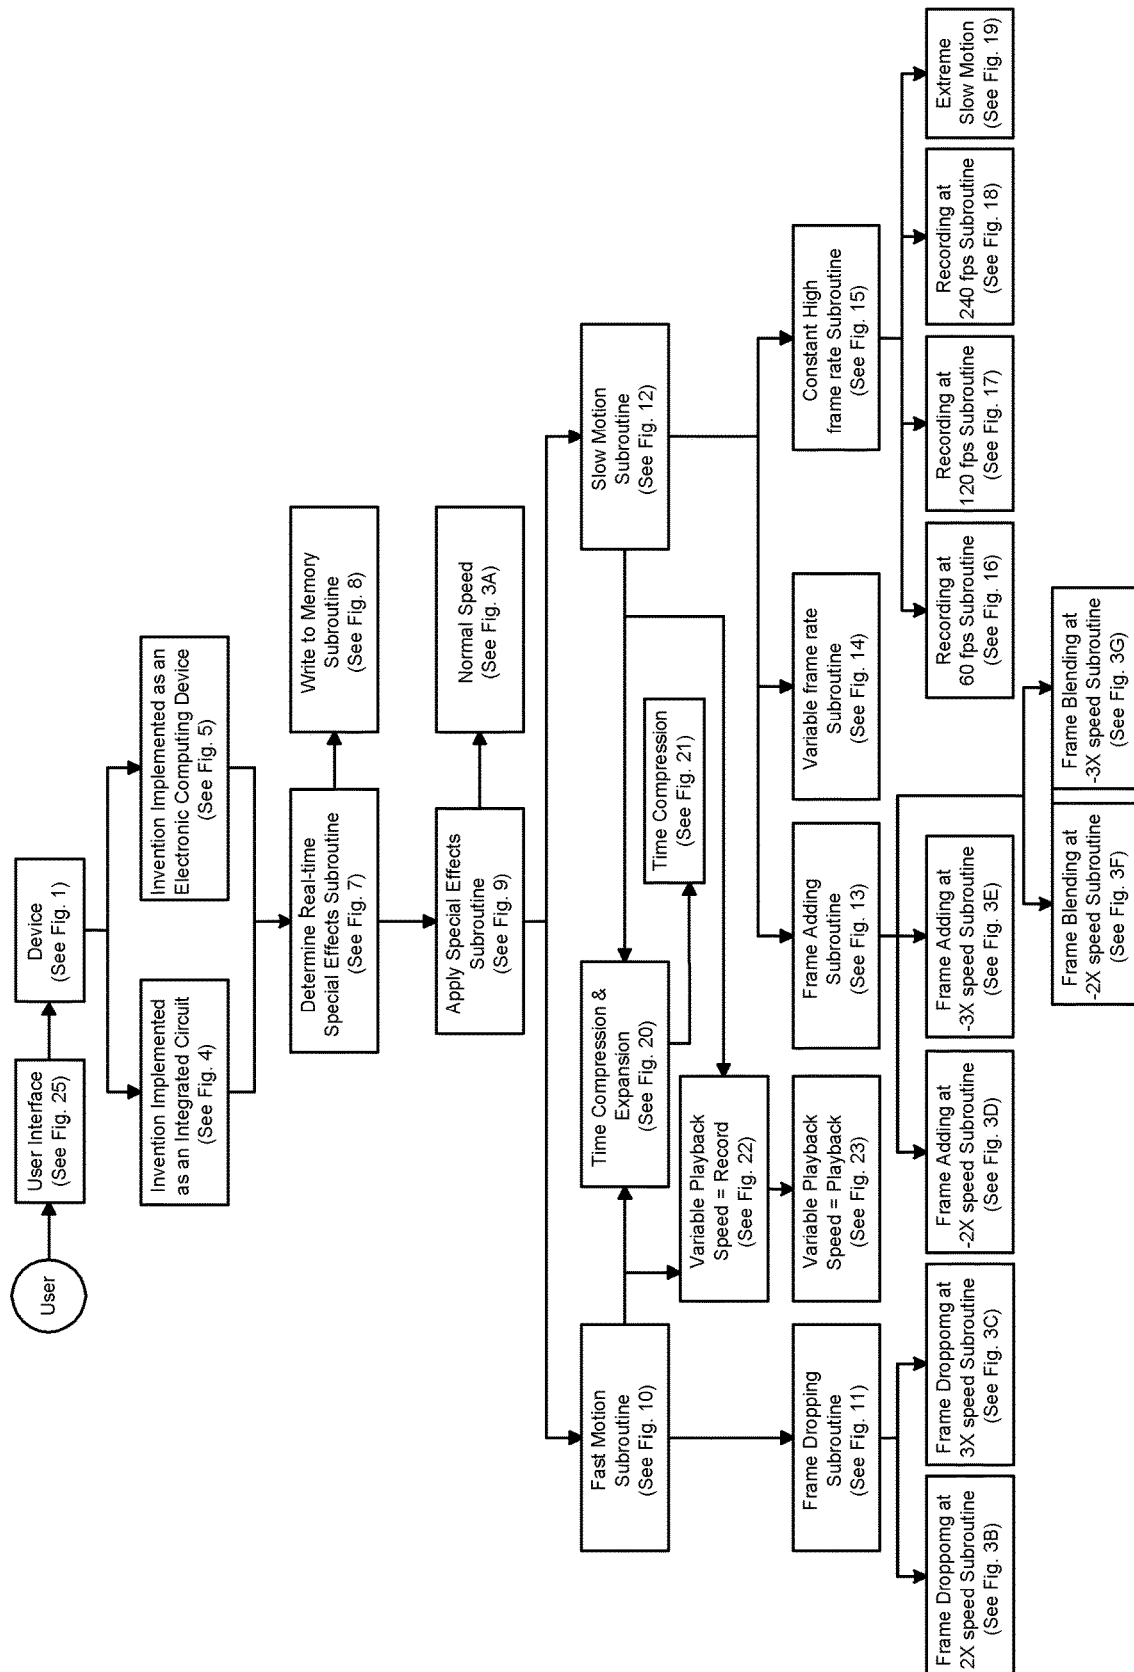 User
User Interface
(See Fig. 25)
Device
(See Fig. 1)
Invention Implemented
as an Integrated Circuit
(See Fig. 4)
Invention Implemented as an
Electronic Computing Device
(See Fig. 5)
Determine Real-time
Special Effects Subroutine
(See Fig. 7)
Write to Memory
Subroutine
(See Fig. 8)
Apply Special Effects
Subroutine
(See Fig. 9)
Normal Speed
(See Fig. 3A)
Fast Motion
Subroutine
(See Fig. 10)
Time Compression &
Expansion
(See Fig. 20)
Slow Motion
Subroutine
(See Fig. 12)
Time Compression
(See Fig. 21)
Variable Playback
Speed = Record
(See Fig. 22)
Frame Dropping
Subroutine
(See Fig. 11)
Variable Playback
Speed = Playback
(See Fig. 23)
Frame Adding
Subroutine
(See Fig. 13)
Variable frame rate
Subroutine
(See Fig. 14)
Constant High
frame rate Subroutine
(See Fig. 15)
Frame Droppomg at
2X speed Subroutine
(See Fig. 3B)
Frame Droppomg at
3X speed Subroutine
(See Fig. 3C)
Frame Adding at
-2X speed Subroutine
(See Fig. 3D)
Frame Adding at
-3X speed Subroutine
(See Fig. 3E)
Recording at
60 fps Subroutine
(See Fig. 16)
Recording at
120 fps Subroutine
(See Fig. 17)
Recording at
240 fps Subroutine
(See Fig. 18)
Extreme
Slow Motion
(See Fig. 19)
Frame Blending at
-2X speed Subroutine
(See Fig. 3F)
Frame Blending at
-3X speed Subroutine
(See Fig. 3G)